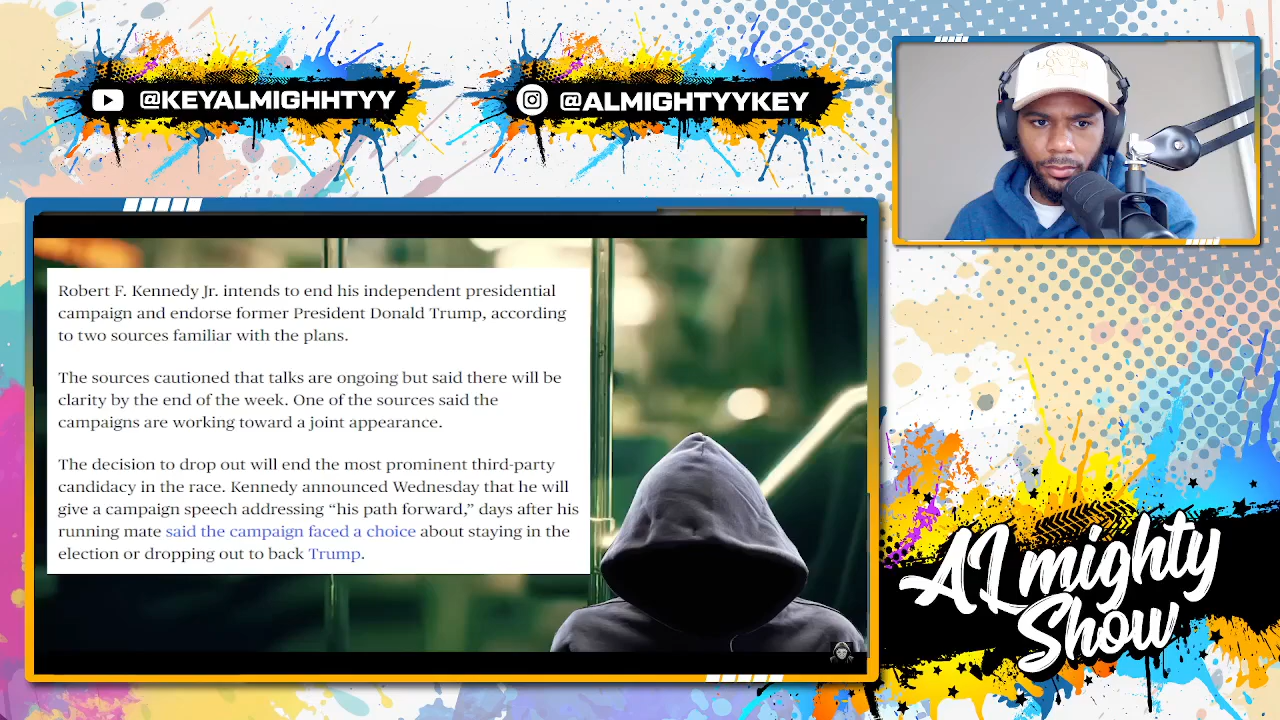 @KEYALMIGHHTYY
@ALMIGHTYYKEY
Robert F. Kennedy Jr. intends to end his independent presidential
campaign and endorse former President Donald Trump, according
to two sources familiar with the plans.
The sources cautioned that talks are ongoing but said there will be
clarity by the end of the week. One of the sources said the
campaigns are working toward a joint appearance.
The decision to drop out will end the most prominent third-party
candidacy in the race. Kennedy announced Wednesday that he will
give a campaign speech addressing “his path forward,” days after his
running mate said the campaign faced a choice about staying in the
election or dropping out to back Trump.
ALmighty
Show